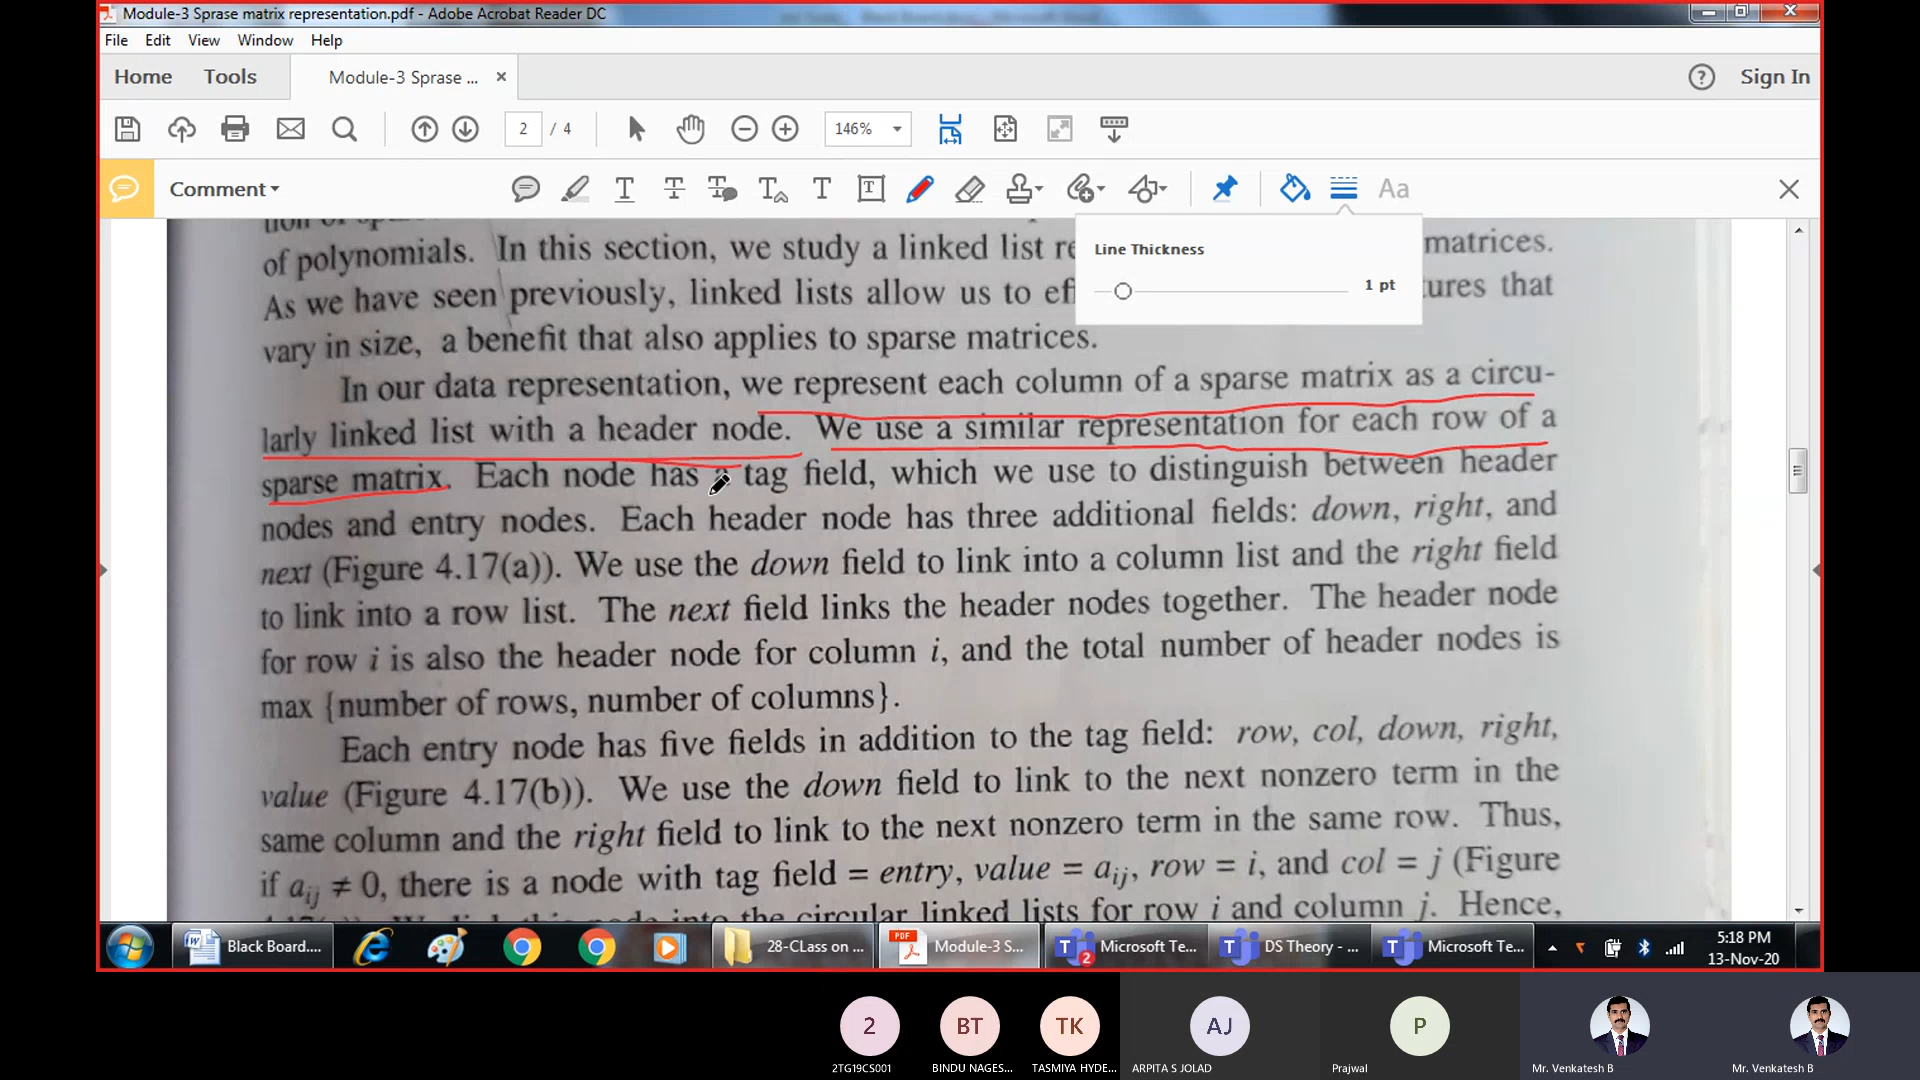 Module-3 Sprase matrix representation.pdf - Adobe Acrobat Reader DC
File Edit View Window Help
Home Tools Module-3 Sprase ... × ? Sign In
2 / 4 146%
Comment T T T T T T Aa
of polynomials. In this section, we study a linked list re matrices.
Line Thickness
1 pt
As we have seen previously, linked lists allow us to ef tures that
vary in size, a benefit that also applies to sparse matrices.
In our data representation, we represent each column of a sparse matrix as a circu-
larly linked list with a header node. We use a similar representation for each row of a
sparse matrix. Each node has a tag field, which we use to distinguish between header
nodes and entry nodes. Each header node has three additional fields: down, right, and
next (Figure 4.17(a)). We use the down field to link into a column list and the right field
to link into a row list. The next field links the header nodes together. The header node
for row i is also the header node for column i, and the total number of header nodes is
max {number of rows, number of columns}.
Each entry node has five fields in addition to the tag field: row, col, down, right,
value (Figure 4.17(b)). We use the down field to link to the next nonzero term in the
same column and the right field to link to the next nonzero term in the same row. Thus,
if aij ≠ 0, there is a node with tag field = entry, value = aij, row = i, and col = j (Figure
the circular linked lists for row i and column j. Hence,
Black Board.... 28-CLass on ... PDF Module-3 S... T 2 Microsoft Te... T DS Theory - ... T Microsoft Te... 5:18 PM
13-Nov-20
2 BT TK AJ P
2TG19CS001 BINDU NAGES... TASMIYA HYDE... ARPITA S JOLAD Prajwal Mr. Venkatesh B Mr. Venkatesh B